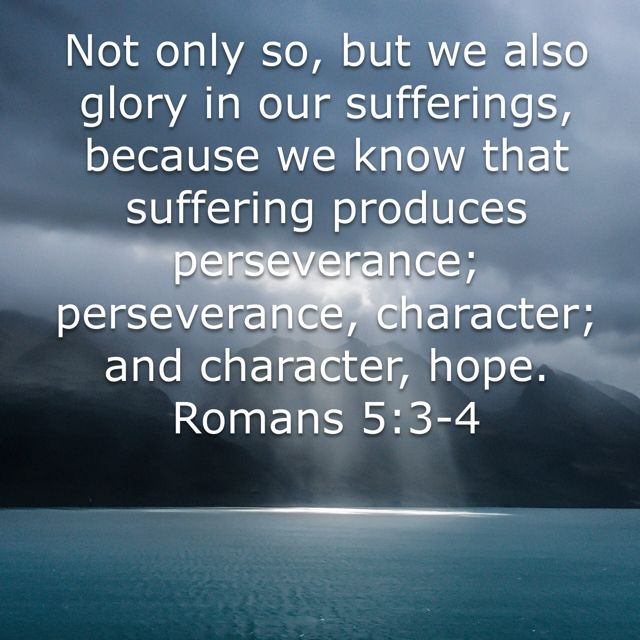 Not only so, but we also
glory in our sufferings,
because we know that
suffering produces
perseverance;
perseverance, character;
and character, hope.
Romans 5:3-4